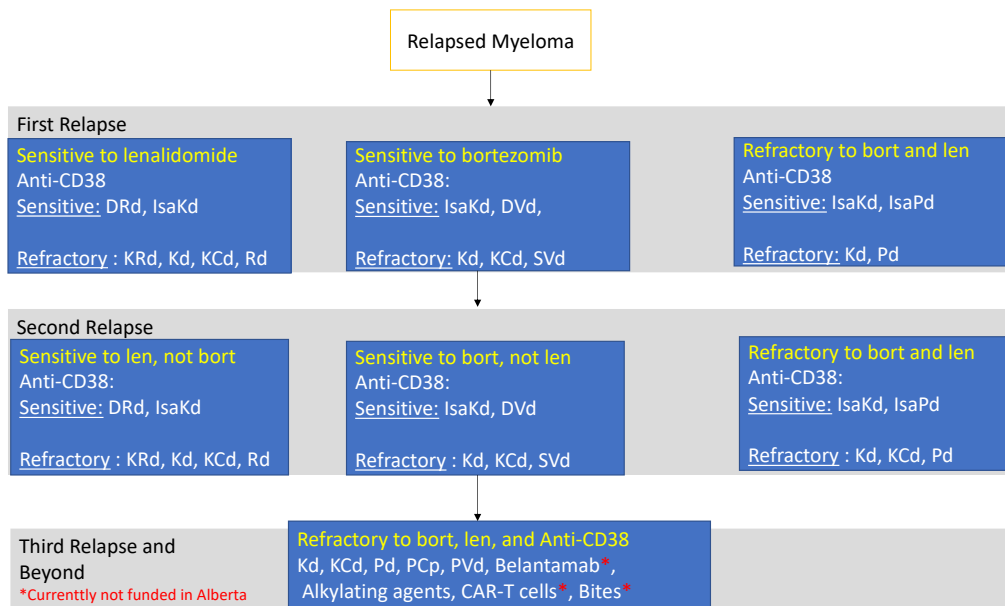 Relapsed Myeloma
First Relapse
Sensitive to lenalidomide
Anti-CD38
Sensitive: DRd, IsaKd
Refractory : KRd, Kd, KCd, Rd
Sensitive to bortezomib
Anti-CD38:
Sensitive: IsaKd, DVd,
Refractory: Kd, KCd, SVd
Refractory to bort and len
Anti-CD38
Sensitive: IsaKd, IsaPd
Refractory: Kd, Pd
Second Relapse
Sensitive to len, not bort
Anti-CD38:
Sensitive: DRd, IsaKd
Refractory : KRd, Kd, KCd, Rd
Sensitive to bort, not len
Anti-CD38:
Sensitive: IsaKd, DVd
Refractory : Kd, KCd, SVd
Refractory to bort and len
Anti-CD38:
Sensitive: IsaKd, IsaPd
Refractory : Kd, KCd, Pd
Third Relapse and
Beyond
*Currently not funded in Alberta
Refractory to bort, len, and Anti-CD38
Kd, KCd, Pd, PCp, PVd, Belantamab*,
Alkylating agents, CAR-T cells*, Bites*